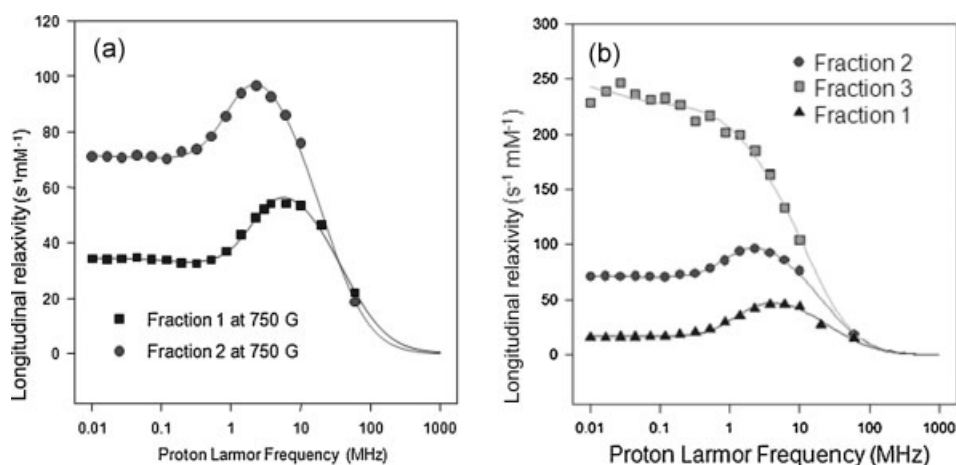 (a)
Longitudinal relaxivity (s⁻¹mM⁻¹)
120
100
80
60
40
20
0
Fraction 1 at 750 G
Fraction 2 at 750 G
0.01
0.1
1
10
100
1000
Proton Larmor Frequency (MHz)
(b)
Longitudinal relaxivity (s⁻¹ mM⁻¹)
300
250
200
150
100
50
0
Fraction 2
Fraction 3
Fraction 1
0.01
0.1
1
10
100
1000
Proton Larmor Frequency (MHz)